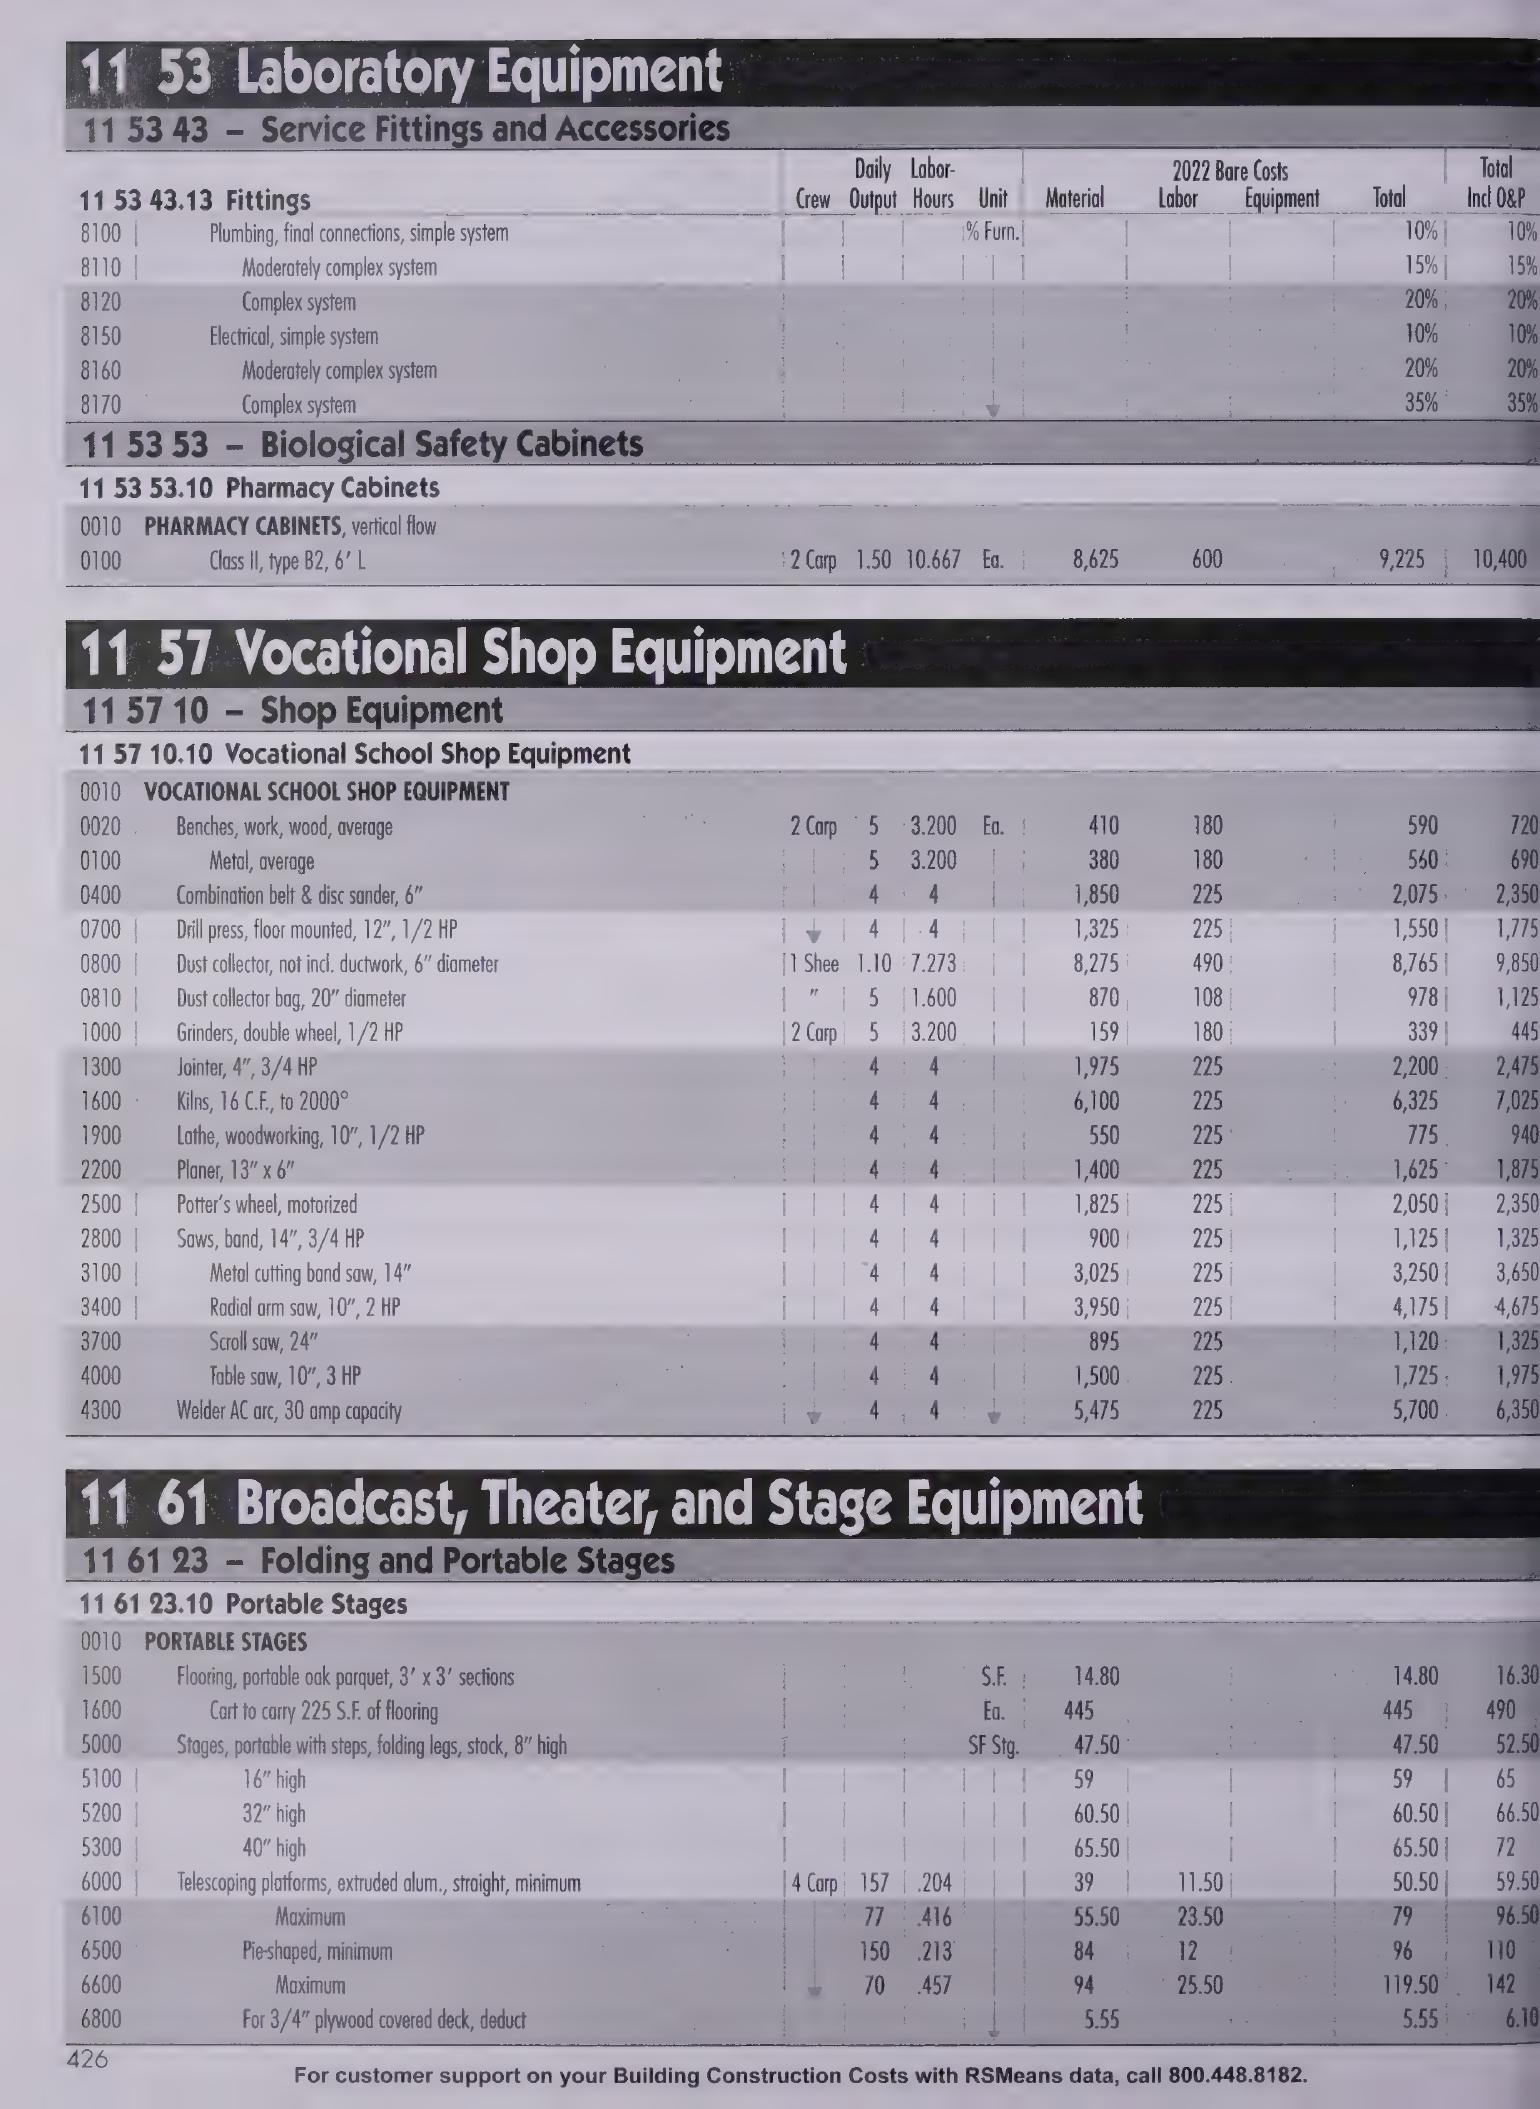 11 53 Laboratory Equipment
11 53 43 – Service Fittings and Accessories
Daily Labor- 2022 Bare Costs Total
11 53 43.13 Fittings Crew Output Hours Unit Material Labor Equipment Total Incl O&P
8100 Plumbing, final connections, simple system % Furn. 10% 10%
8110 Moderately complex system 15% 15%
8120 Complex system 20% 20%
8150 Electrical, simple system 10% 10%
8160 Moderately complex system 20% 20%
8170 Complex system 35% 35%
11 53 53 – Biological Safety Cabinets
11 53 53.10 Pharmacy Cabinets
0010 PHARMACY CABINETS, vertical flow
0100 Class II, type B2, 6' L 2 Carp 1.50 10.667 Ea. 8,625 600 9,225 10,400
11 57 Vocational Shop Equipment
11 57 10 – Shop Equipment
11 57 10.10 Vocational School Shop Equipment
0010 VOCATIONAL SCHOOL SHOP EQUIPMENT
0020 Benches, work, wood, average 2 Carp 5 3.200 Ea. 410 180 590 720
0100 Metal, average 5 3.200 380 180 560 690
0400 Combination belt & disc sander, 6" 4 4 1,850 225 2,075 2,350
0700 Drill press, floor mounted, 12", 1/2 HP 4 4 1,325 225 1,550 1,775
0800 Dust collector, not incl. ductwork, 6" diameter 1 Shee 1.10 7.273 8,275 490 8,765 9,850
0810 Dust collector bag, 20" diameter " 5 1.600 870 108 978 1,125
1000 Grinders, double wheel, 1/2 HP 2 Carp 5 3.200 159 180 339 445
1300 Jointer, 4", 3/4 HP 4 4 1,975 225 2,200 2,475
1600 Kilns, 16 C.F., to 2000° 4 4 6,100 225 6,325 7,025
1900 Lathe, woodworking, 10", 1/2 HP 4 4 550 225 775 940
2200 Planer, 13" x 6" 4 4 1,400 225 1,625 1,875
2500 Potter's wheel, motorized 4 4 1,825 225 2,050 2,350
2800 Saws, band, 14", 3/4 HP 4 4 900 225 1,125 1,325
3100 Metal cutting band saw, 14" 4 4 3,025 225 3,250 3,650
3400 Radial arm saw, 10", 2 HP 4 4 3,950 225 4,175 4,675
3700 Scroll saw, 24" 4 4 895 225 1,120 1,325
4000 Table saw, 10", 3 HP 4 4 1,500 225 1,725 1,975
4300 Welder AC arc, 30 amp capacity 4 4 5,475 225 5,700 6,350
11 61 Broadcast, Theater, and Stage Equipment
11 61 23 – Folding and Portable Stages
11 61 23.10 Portable Stages
0010 PORTABLE STAGES
1500 Flooring, portable oak parquet, 3' x 3' sections S.F. 14.80 14.80 16.30
1600 Cart to carry 225 S.F. of flooring Ea. 445 445 490
5000 Stages, portable with steps, folding legs, stock, 8" high SF Stg. 47.50 47.50 52.50
5100 16" high 59 59 65
5200 32" high 60.50 60.50 66.50
5300 40" high 65.50 65.50 72
6000 Telescoping platforms, extruded alum., straight, minimum 4 Carp 157 .204 39 11.50 50.50 59.50
6100 Maximum 77 .416 55.50 23.50 79 96.50
6500 Pie-shaped, minimum 150 .213 84 12 96 110
6600 Maximum 70 .457 94 25.50 119.50 142
6800 For 3/4" plywood covered deck, deduct 5.55 5.55 6.10
426
For customer support on your Building Construction Costs with RSMeans data, call 800.448.8182.